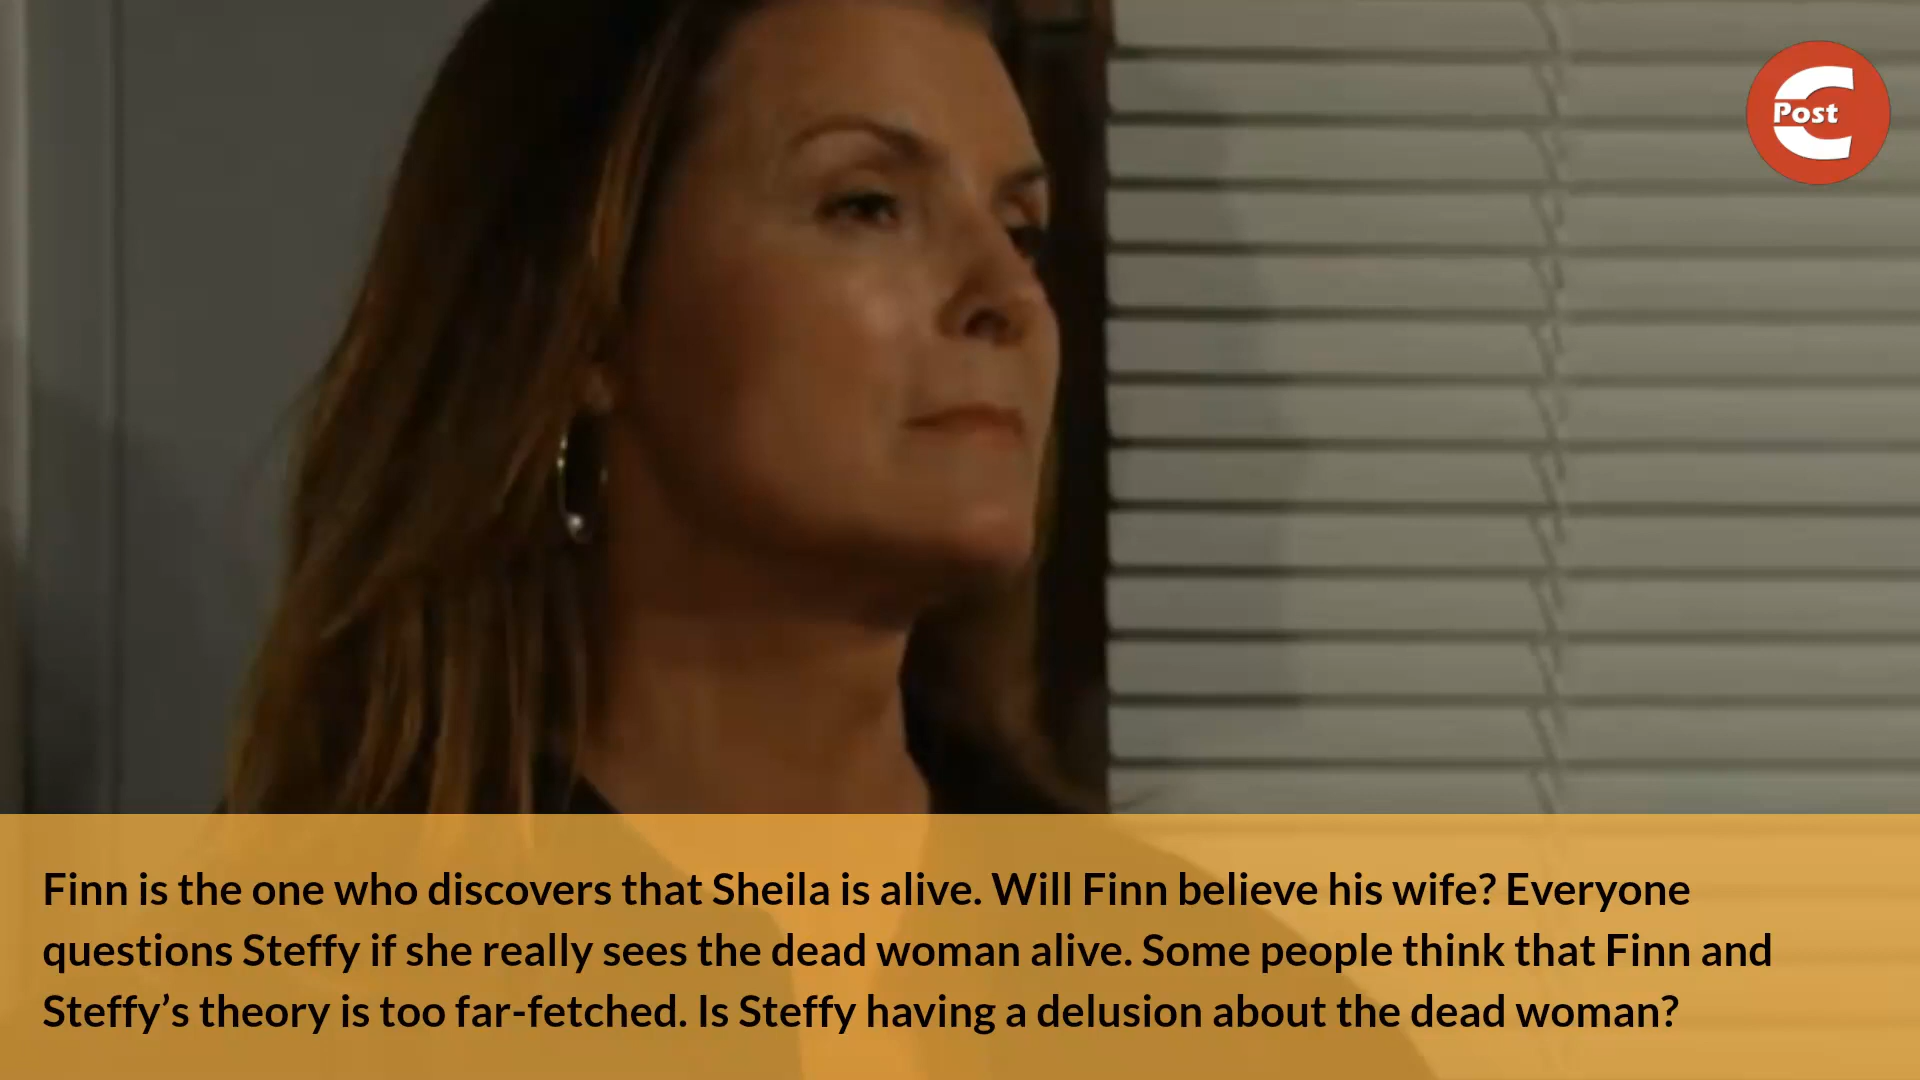 Post
Finn is the one who discovers that Sheila is alive. Will Finn believe his wife? Everyone
questions Steffy if she really sees the dead woman alive. Some people think that Finn and
Steffy’s theory is too far-fetched. Is Steffy having a delusion about the dead woman?